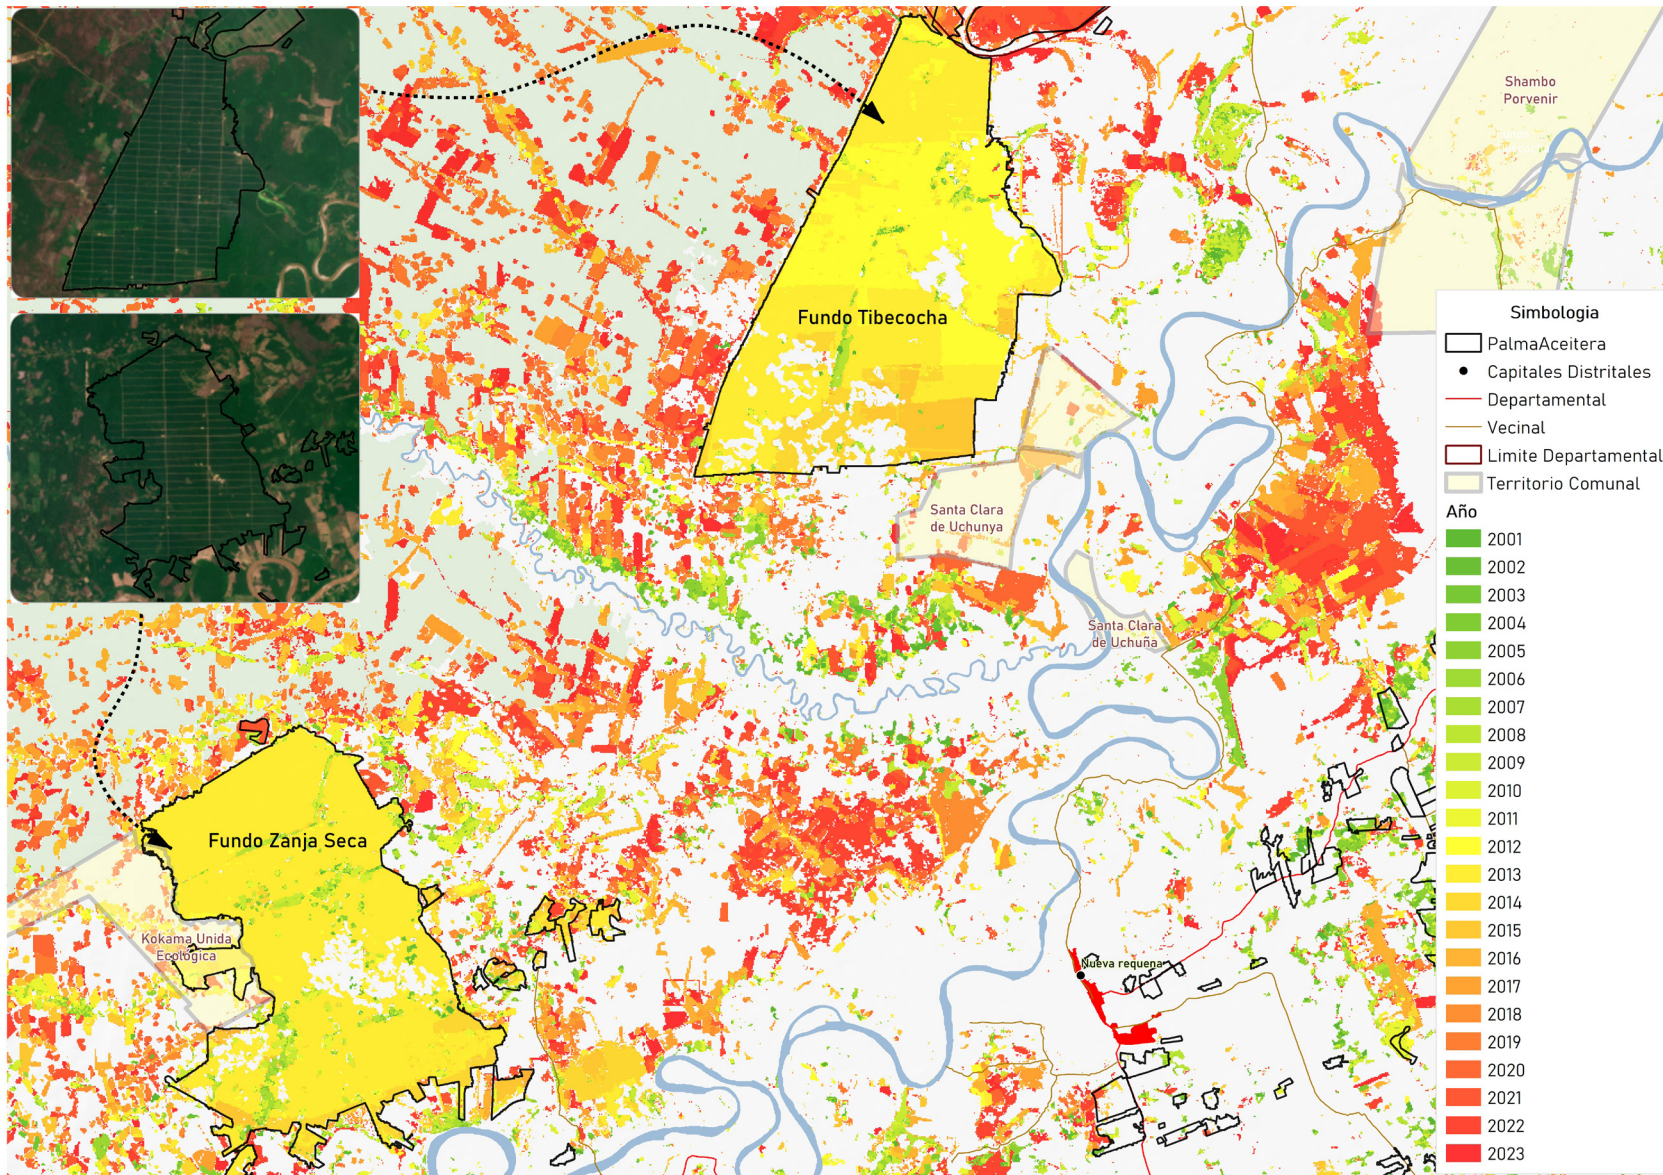 Shambo
Porvenir
Fundo Tibecocha
Santa Clara
de Uchunya
Santa Clara
de Uchuña
Fundo Zanja Seca
Kokama Unida
Ecológica
Nueva requena
Simbologia
PalmaAceitera
Capitales Distritales
Departamental
Vecinal
Limite Departamental
Territorio Comunal
Año
2001
2002
2003
2004
2005
2006
2007
2008
2009
2010
2011
2012
2013
2014
2015
2016
2017
2018
2019
2020
2021
2022
2023